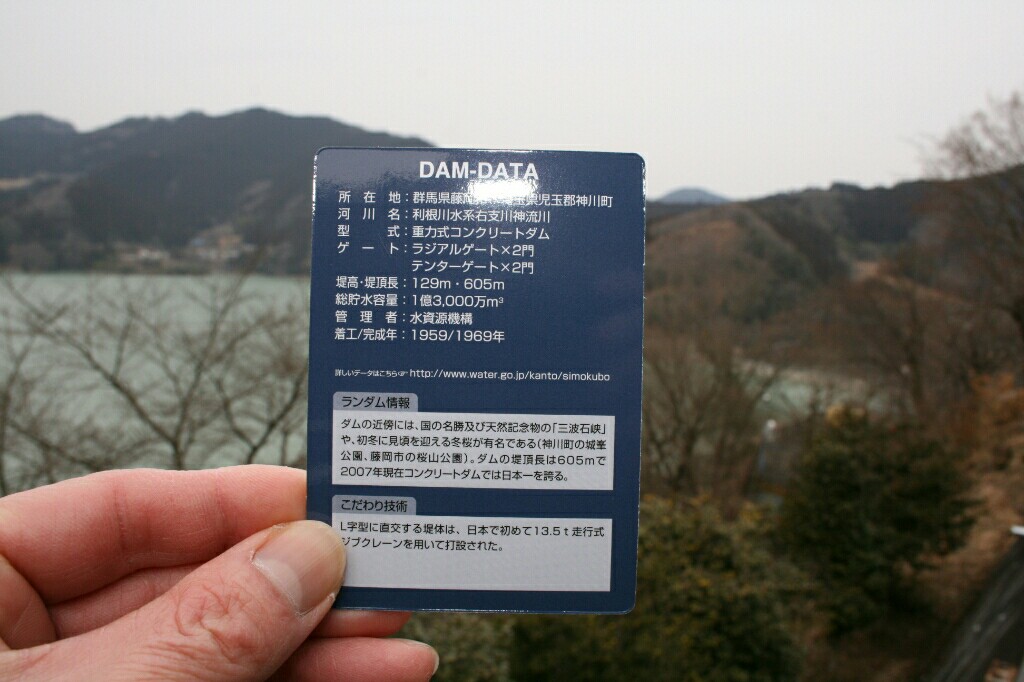 DAM-DATA
所在地：群馬県藤岡 県児玉郡神川町
河川名：利根川水系右支川神流川
型式：重力式コンクリートダム
ゲート：ラジアルゲート×2門
テンターゲート×2門
堤高・堤頂長：129m・605m
総貯水容量：1億3,000万m³
管理者：水資源機構
着工/完成年：1959/1969年
詳しいデータはこちら☞ http://www.water.go.jp/kanto/simokubo
ランダム情報
ダムの近傍には、国の名勝及び天然記念物の「三波石峡」
や、初冬に見頃を迎える冬桜が有名である(神川町の城峯
公園、藤岡市の桜山公園)。ダムの堤頂長は605mで
2007年現在コンクリートダムでは日本一を誇る。
こだわり技術
L字型に直交する堤体は、日本で初めて13.5t走行式
ジブクレーンを用いて打設された。